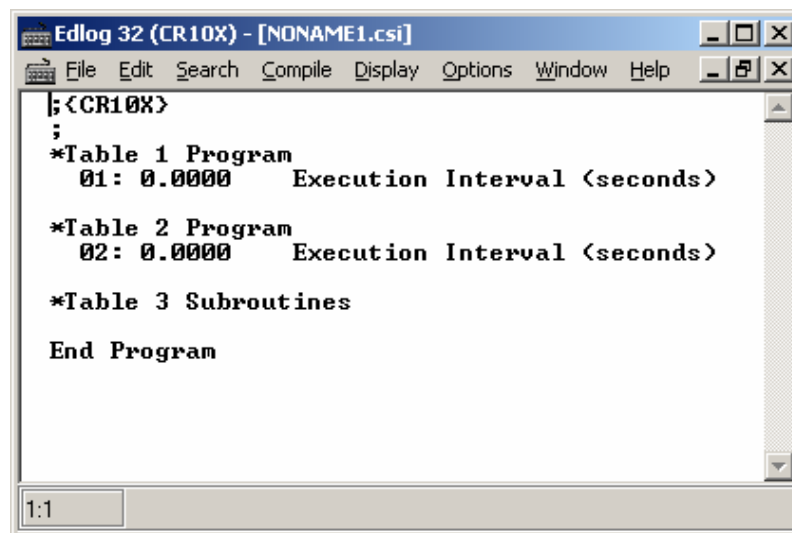 Edlog 32 (CR10X) - [NONAME1.csi]
File Edit Search Compile Display Options Window Help
;{CR10X}
;
*Table 1 Program
01: 0.0000 Execution Interval (seconds)
*Table 2 Program
02: 0.0000 Execution Interval (seconds)
*Table 3 Subroutines
End Program
1:1